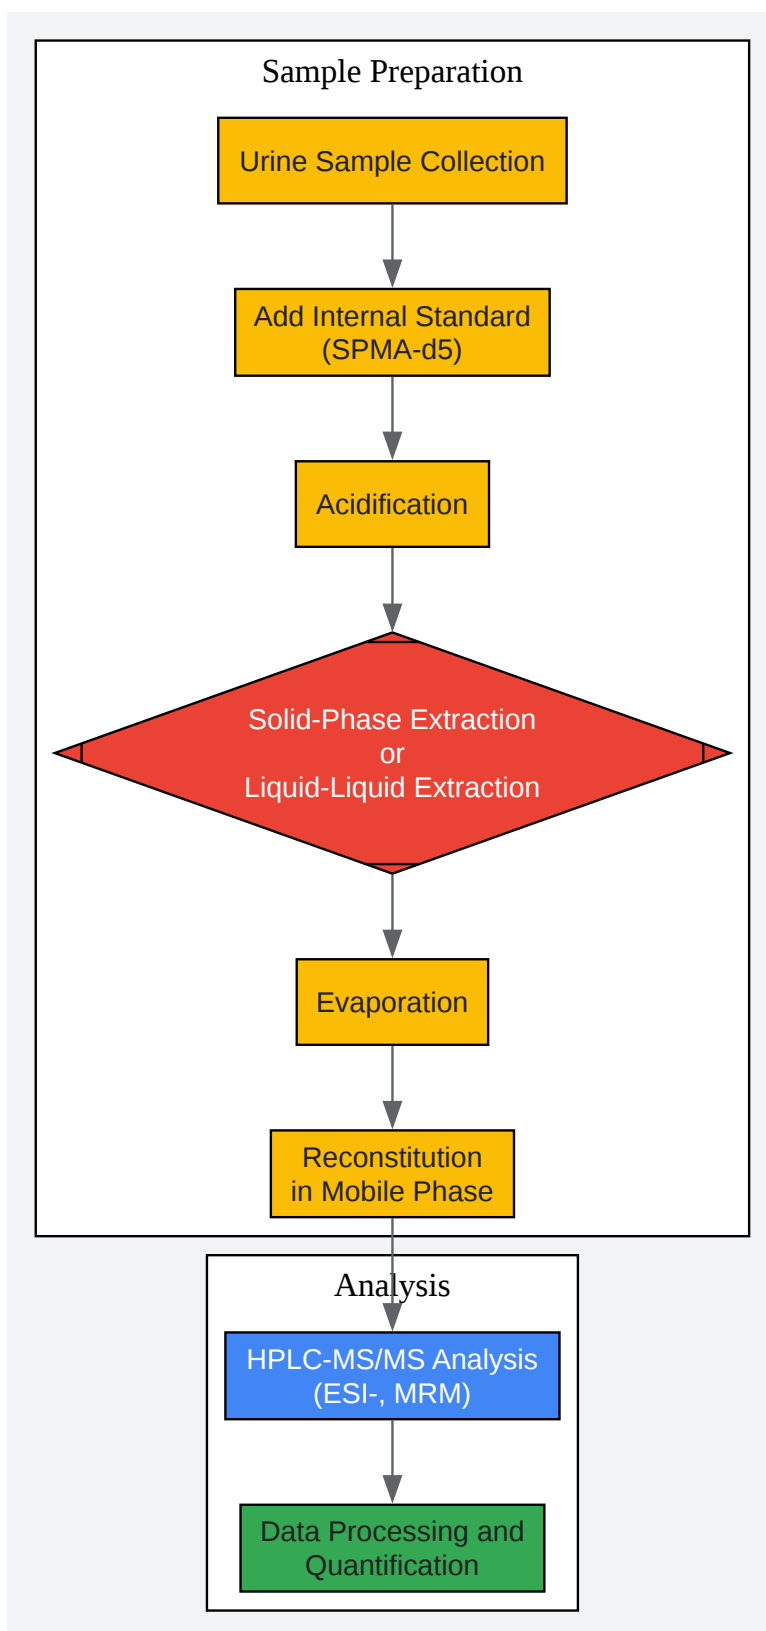 Sample Preparation
Urine Sample Collection
Add Internal Standard
(SPMA-d5)
Acidification
Solid-Phase Extraction
or
Liquid-Liquid Extraction
Evaporation
Reconstitution
in Mobile Phase
Analysis
HPLC-MS/MS Analysis
(ESI-, MRM)
Data Processing and
Quantification